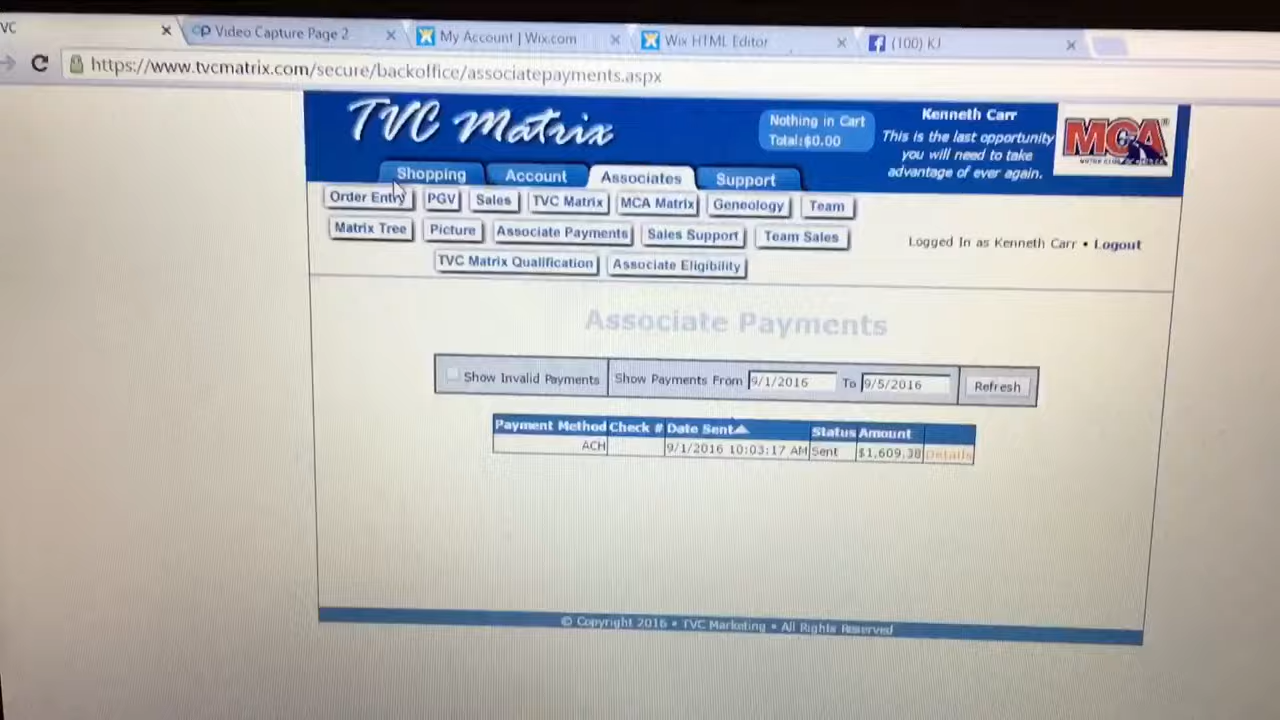 VC
Video Capture Page 2
My Account | Wix.com
Wix HTML Editor
(100) KJ
https://www.tvcmatrix.com/secure/backoffice/associatepayments.aspx
TVC Matrix
Nothing in Cart
Total:$0.00
Kenneth Carr
This is the last opportunity
you will need to take
advantage of ever again.
MCA
Shopping
Account
Associates
Support
Order Entry
PGV
Sales
TVC Matrix
MCA Matrix
Geneology
Team
Matrix Tree
Picture
Associate Payments
Sales Support
Team Sales
TVC Matrix Qualification
Associate Eligibility
Logged In as Kenneth Carr • Logout
Associate Payments
Show Invalid Payments
Show Payments From 9/1/2016 To 9/5/2016
Refresh
Payment Method Check # Date Sent Status Amount
ACH 9/1/2016 10:03:17 AM Sent $1,609.38 Details
© Copyright 2016 • TVC Marketing • All Rights Reserved